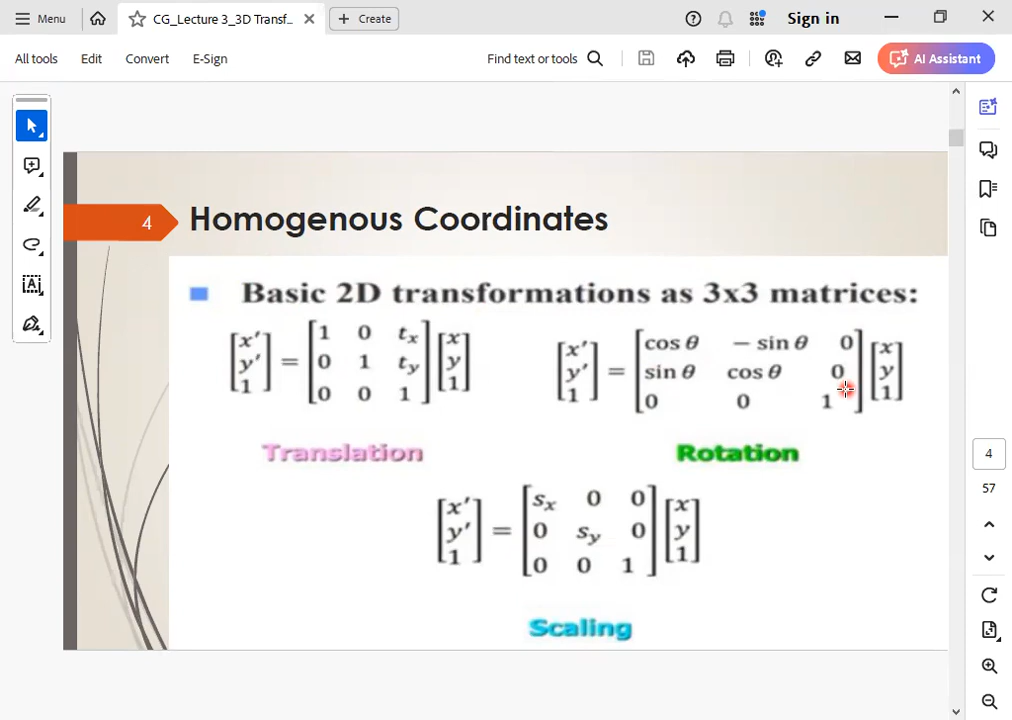 Menu
CG_Lecture 3_3D Transf...
Create
Sign in
All tools
Edit
Convert
E-Sign
Find text or tools
AI Assistant
4
Homogenous Coordinates
Basic 2D transformations as 3x3 matrices:
[x′ y′ 1] = [1 0 tx; 0 1 ty; 0 0 1] [x y 1]
[x′ y′ 1] = [cos θ − sin θ 0; sin θ cos θ 0; 0 0 1] [x y 1]
Translation
Rotation
[x′ y′ 1] = [sx 0 0; 0 sy 0; 0 0 1] [x y 1]
Scaling
4
57